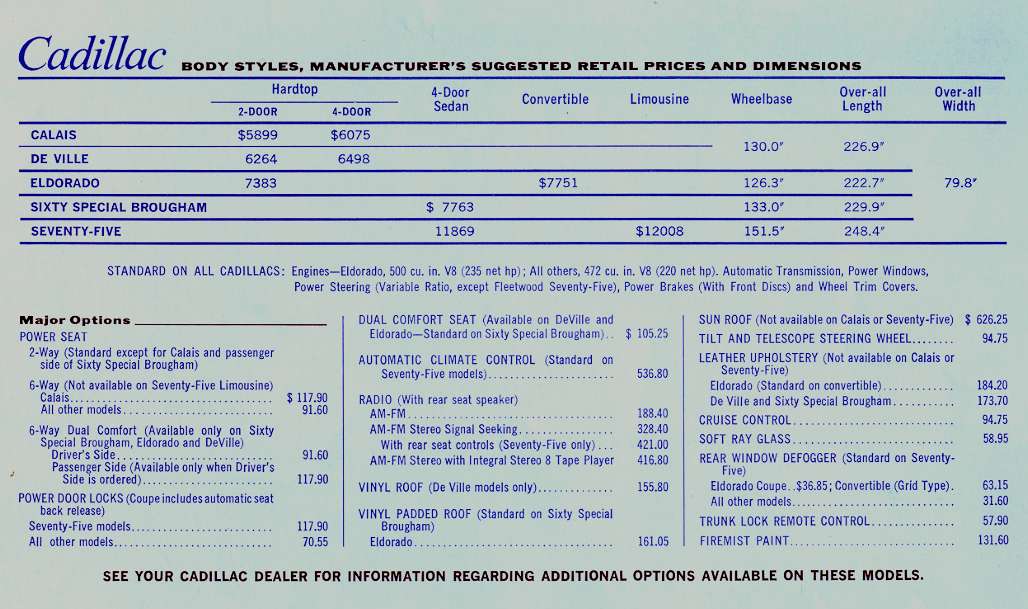 Cadillac BODY STYLES, MANUFACTURER'S SUGGESTED RETAIL PRICES AND DIMENSIONS
Hardtop 4-Door Sedan Convertible Limousine Wheelbase Over-all Length Over-all Width
2-DOOR 4-DOOR
CALAIS $5899 $6075
130.0″ 226.9″
DE VILLE 6264 6498
ELDORADO 7383 $7751 126.3″ 222.7″ 79.8″
SIXTY SPECIAL BROUGHAM $ 7763 133.0″ 229.9″
SEVENTY-FIVE 11869 $12008 151.5″ 248.4″
STANDARD ON ALL CADILLACS: Engines—Eldorado, 500 cu. in. V8 (235 net hp); All others, 472 cu. in. V8 (220 net hp). Automatic Transmission, Power Windows,
Power Steering (Variable Ratio, except Fleetwood Seventy-Five), Power Brakes (With Front Discs) and Wheel Trim Covers.
Major Options
POWER SEAT
2-Way (Standard except for Calais and passenger
side of Sixty Special Brougham)
6-Way (Not available on Seventy-Five Limousine)
Calais.................................. $ 117.90
All other models......................... 91.60
6-Way Dual Comfort (Available only on Sixty
Special Brougham, Eldorado and DeVille)
Driver's Side.......................... 91.60
Passenger Side (Available only when Driver's
Side is ordered)...................... 117.90
POWER DOOR LOCKS (Coupe includes automatic seat
back release)
Seventy-Five models........................ 117.90
All other models........................... 70.55
DUAL COMFORT SEAT (Available on DeVille and
Eldorado—Standard on Sixty Special Brougham).. $ 105.25
AUTOMATIC CLIMATE CONTROL (Standard on
Seventy-Five models)...................... 536.80
RADIO (With rear seat speaker)
AM-FM................................... 188.40
AM-FM Stereo Signal Seeking................ 328.40
With rear seat controls (Seventy-Five only)... 421.00
AM-FM Stereo with Integral Stereo 8 Tape Player 416.80
VINYL ROOF (De Ville models only)............. 155.80
VINYL PADDED ROOF (Standard on Sixty Special
Brougham)
Eldorado.................................. 161.05
SUN ROOF (Not available on Calais or Seventy-Five) $ 626.25
TILT AND TELESCOPE STEERING WHEEL....... 94.75
LEATHER UPHOLSTERY (Not available on Calais or
Seventy-Five)
Eldorado (Standard on convertible)............. 184.20
De Ville and Sixty Special Brougham........... 173.70
CRUISE CONTROL............................ 94.75
SOFT RAY GLASS............................ 58.95
REAR WINDOW DEFOGGER (Standard on Seventy-
Five)
Eldorado Coupe..$36.85; Convertible (Grid Type). 63.15
All other models............................ 31.60
TRUNK LOCK REMOTE CONTROL.............. 57.90
FIREMIST PAINT............................. 131.60
SEE YOUR CADILLAC DEALER FOR INFORMATION REGARDING ADDITIONAL OPTIONS AVAILABLE ON THESE MODELS.